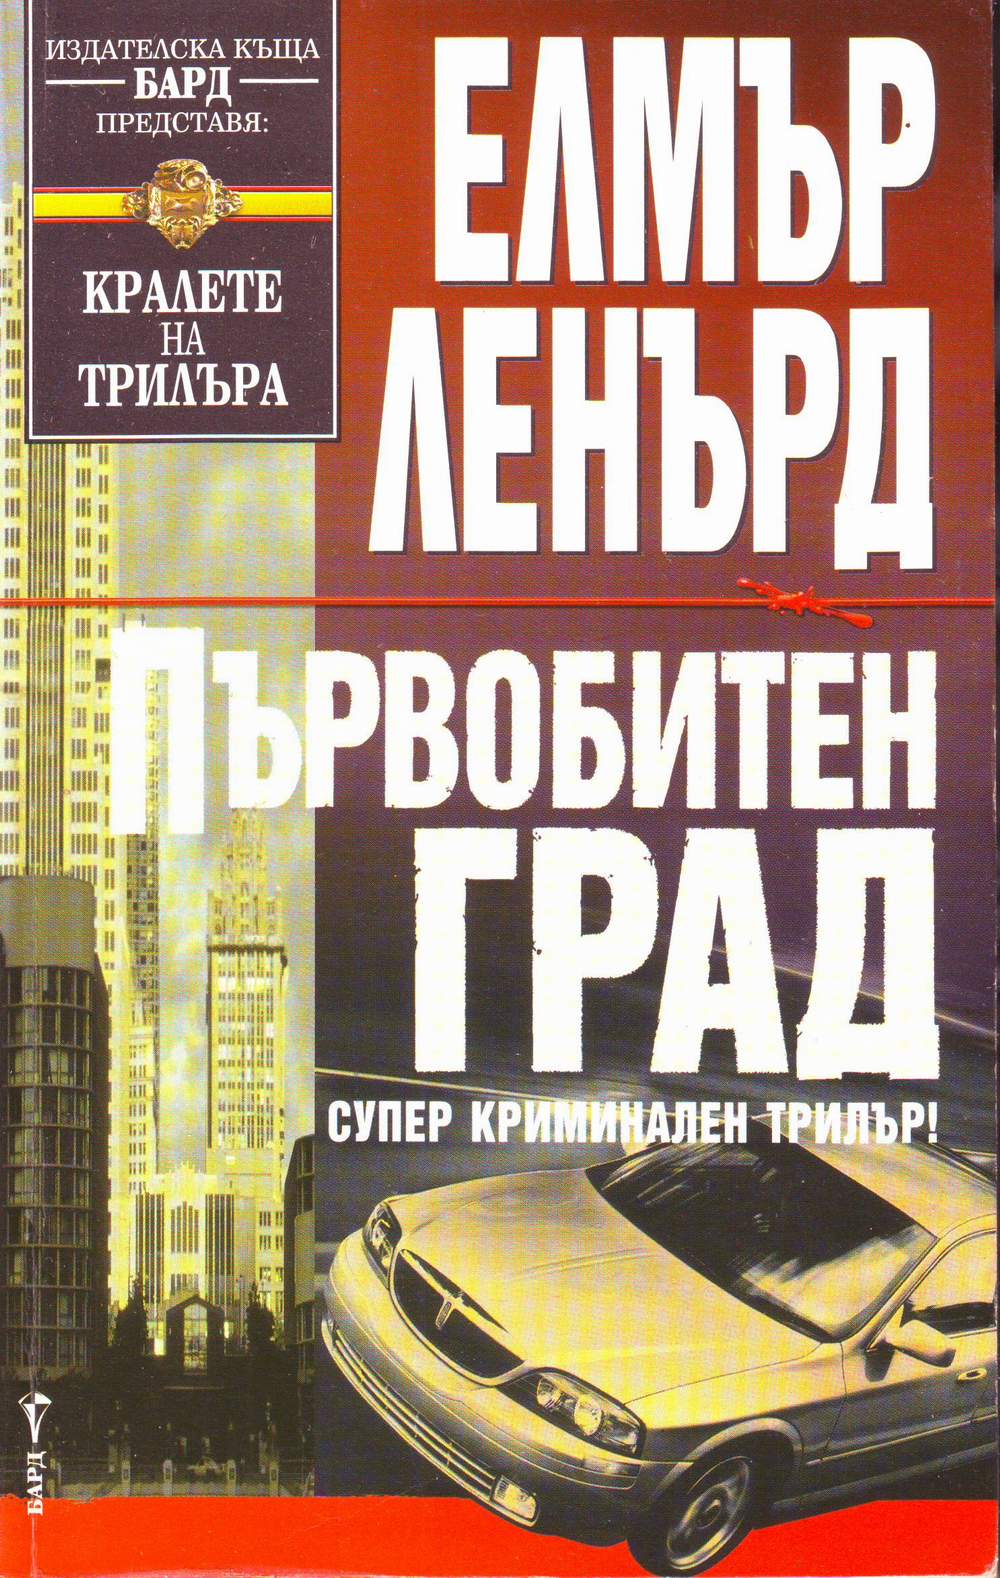 ИЗДАТЕЛСКА КЪЩА
БАРД
ПРЕДСТАВЯ:
КРАЛЕТЕ
НА
ТРИЛЪРА
ЕЛМЪР
ЛЕНЪРД
ПЪРВОБИТЕН
ГРАД
СУПЕР КРИМИНАЛЕН ТРИЛЪР!
БАРД